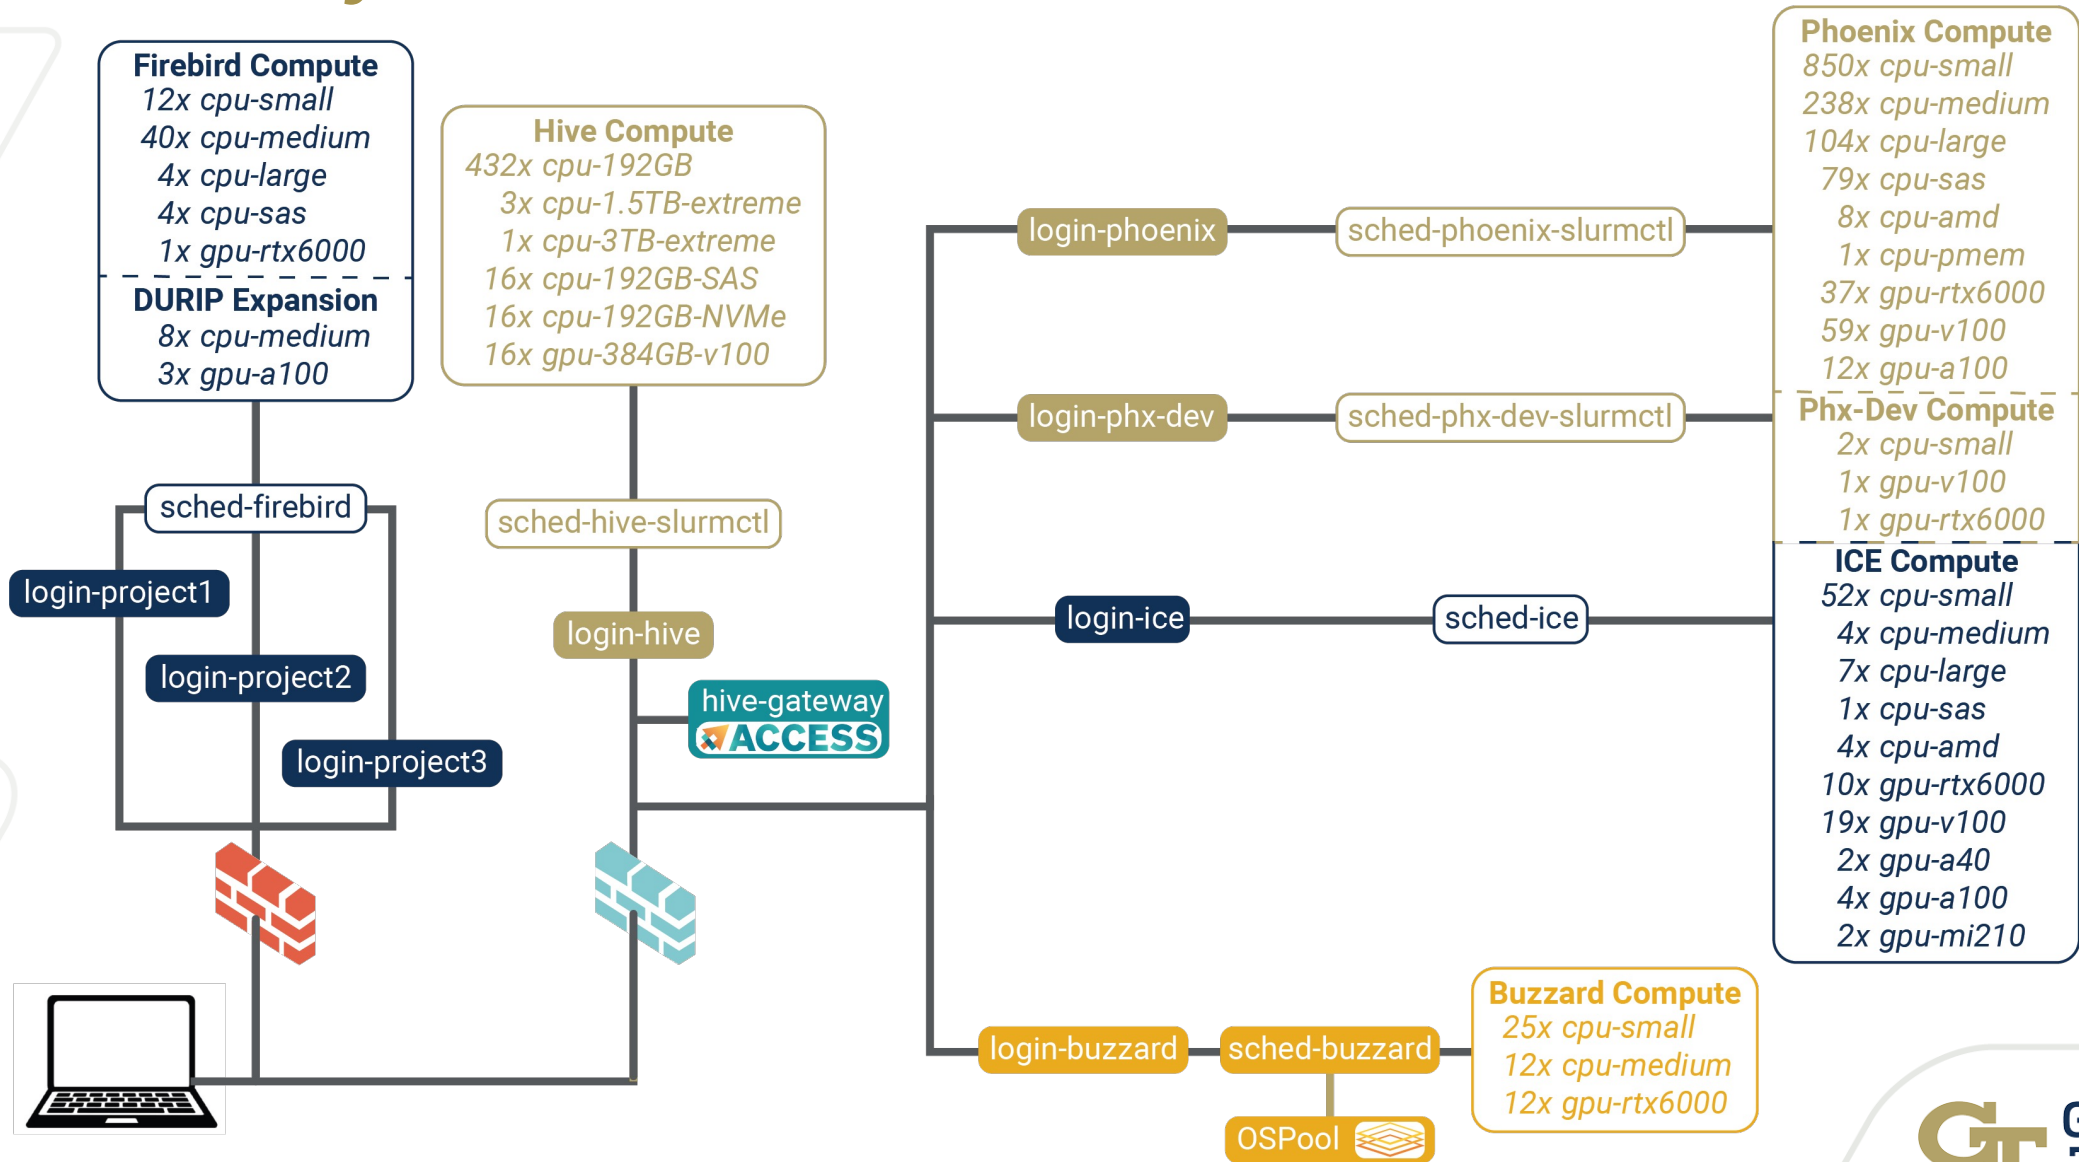 Firebird Compute
12x cpu-small
40x cpu-medium
4x cpu-large
4x cpu-sas
1x gpu-rtx6000
DURIP Expansion
8x cpu-medium
3x gpu-a100
sched-firebird
login-project1
login-project2
login-project3
Hive Compute
432x cpu-192GB
3x cpu-1.5TB-extreme
1x cpu-3TB-extreme
16x cpu-192GB-SAS
16x cpu-192GB-NVMe
16x gpu-384GB-v100
sched-hive-slurmctl
login-hive
hive-gateway
ACCESS
login-phoenix
sched-phoenix-slurmctl
login-phx-dev
sched-phx-dev-slurmctl
login-ice
sched-ice
Phoenix Compute
850x cpu-small
238x cpu-medium
104x cpu-large
79x cpu-sas
8x cpu-amd
1x cpu-pmem
37x gpu-rtx6000
59x gpu-v100
12x gpu-a100
Phx-Dev Compute
2x cpu-small
1x gpu-v100
1x gpu-rtx6000
ICE Compute
52x cpu-small
4x cpu-medium
7x cpu-large
1x cpu-sas
4x cpu-amd
10x gpu-rtx6000
19x gpu-v100
2x gpu-a40
4x gpu-a100
2x gpu-mi210
login-buzzard
sched-buzzard
OSPool
Buzzard Compute
25x cpu-small
12x cpu-medium
12x gpu-rtx6000
GT